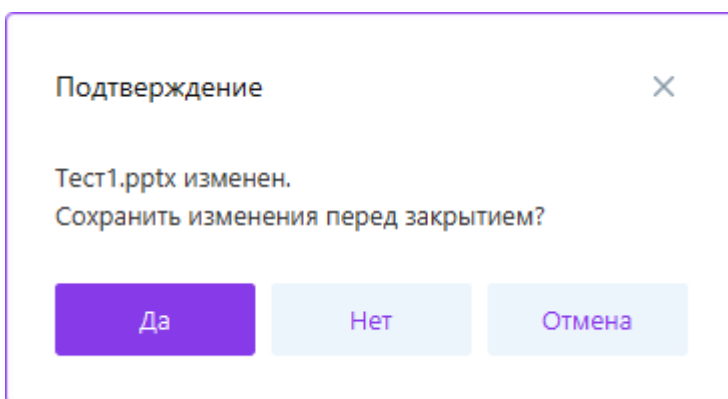 Подтверждение
Тест1.pptx изменен.
Сохранить изменения перед закрытием?
Да Нет Отмена